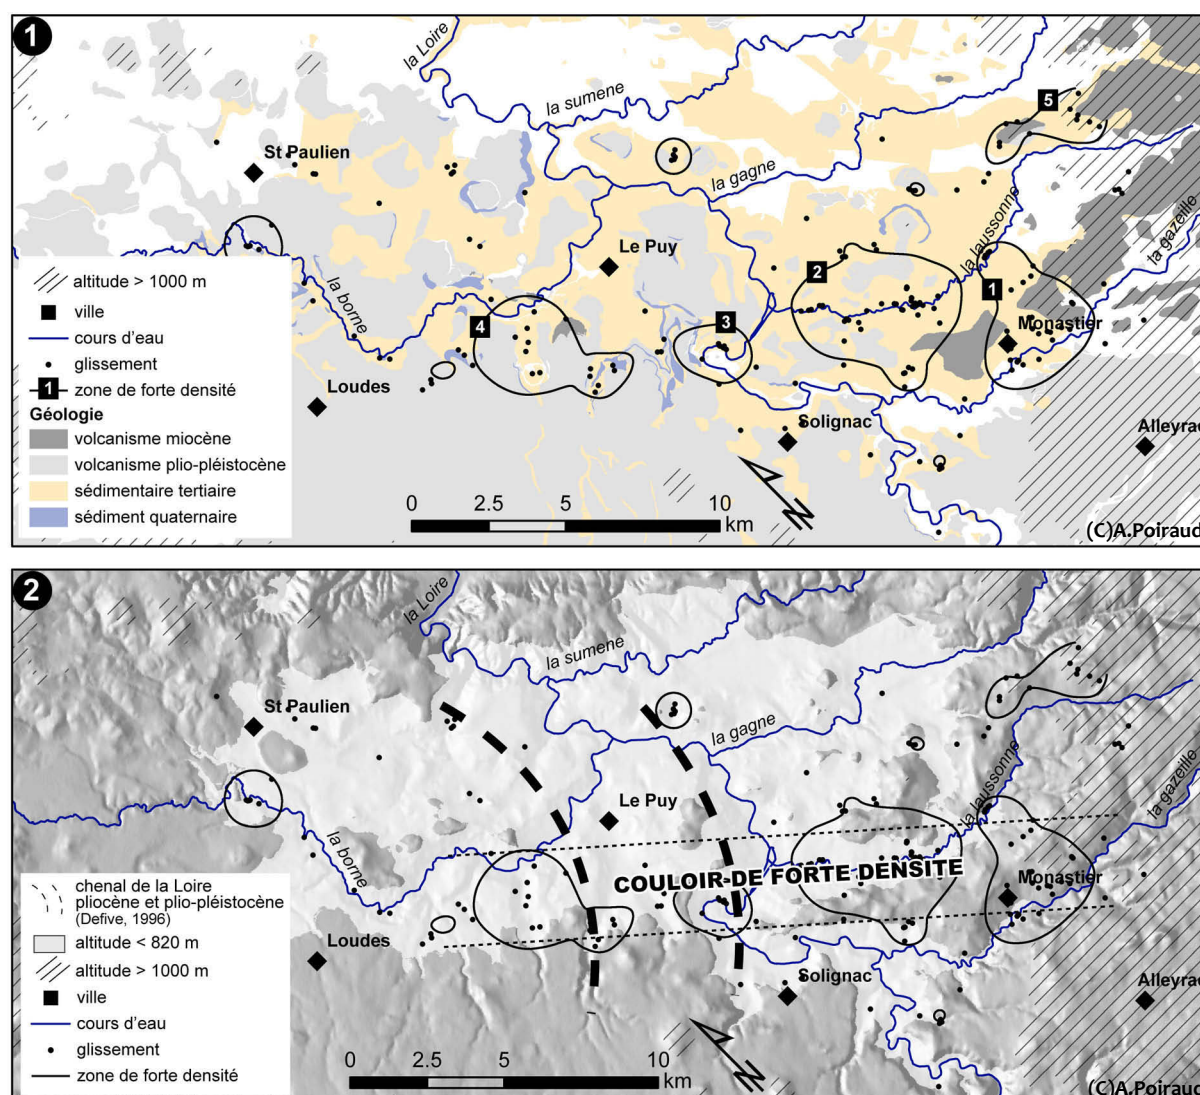 1
la Loire
la sumene
5
St Paulien
la gagne
la laussonne
la gazeille
Le Puy
2
1
la borne
4
3
Monastier
Loudes
Solignac
Alleyrac
altitude > 1000 m
ville
cours d'eau
glissement
1 zone de forte densité
Géologie
volcanisme miocène
volcanisme plio-pléistocène
sédimentaire tertiaire
sédiment quaternaire
0 2.5 5 10
km
N
(C)A.Poiraud
2
la Loire
la sumene
St Paulien
la gagne
la laussonne
la gazeille
Le Puy
la borne
COULOIR DE FORTE DENSITE
Monastier
Loudes
Solignac
Alleyrac
chenal de la Loire
pliocène et plio-pléistocène
(Defive, 1996)
altitude < 820 m
altitude > 1000 m
ville
cours d'eau
glissement
zone de forte densité
0 2.5 5 10
km
N
(C)A.Poiraud